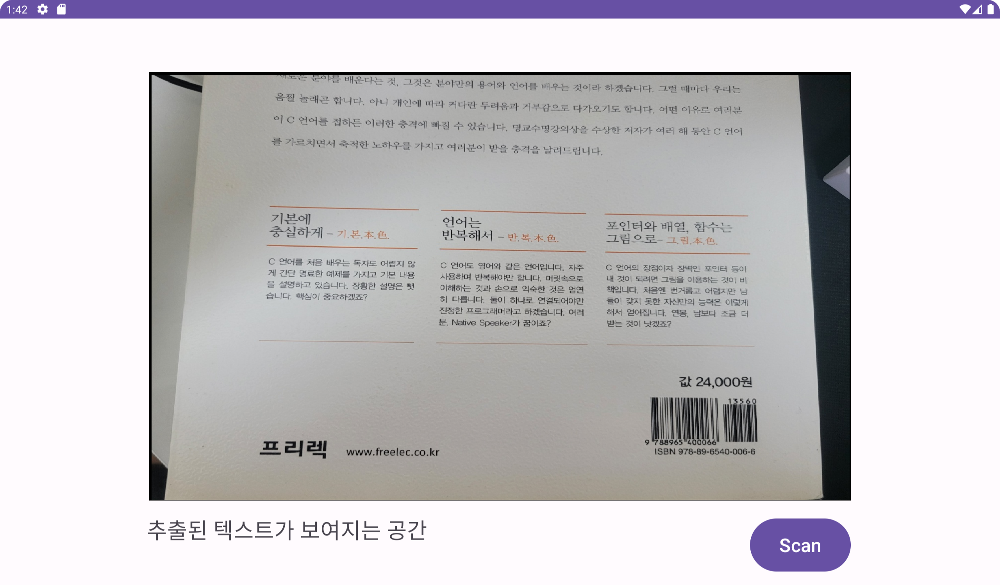 1:42
새로운 분야를 배운다는 것, 그것은 분야만의 용어와 언어를 배우는 것이라 하겠습니다. 그럴 때마다 우리는
움찔 놀래곤 합니다. 아니 개인에 따라 커다란 두려움과 거부감으로 다가오기도 합니다. 어떤 이유로 여러분
이 C 언어를 접하든 이러한 충격에 빠질 수 있습니다. 명교수명강의상을 수상한 저자가 여러 해 동안 C 언어
를 가르치면서 축적한 노하우를 가지고 여러분이 받을 충격을 날려드립니다.
기본에
충실하게 – 기.본.本.色.
C 언어를 처음 배우는 독자도 어렵지 않
게 간단 명료한 예제를 가지고 기본 내용
을 설명하고 있습니다. 장황한 설명은 뺏
습니다. 핵심이 중요하겠죠?
언어는
반복해서 – 반.복.本.色.
C 언어도 영어와 같은 언어입니다. 자주
사용하며 반복해야만 합니다. 머릿속으로
이해하는 것과 손으로 익숙한 것은 엄연
히 다릅니다. 둘이 하나로 연결되어야만
진정한 프로그래머라고 하겠습니다. 여러
분, Native Speaker가 꿈이죠?
포인터와 배열, 함수는
그림으로– 그.림.本.色.
C 언어의 장점이자 장벽인 포인터 등이
내 것이 되려면 그림을 이용하는 것이 비
책입니다. 처음엔 번거롭고 어렵지만 남
들이 갖지 못한 자신만의 능력은 이렇게
해서 얻어집니다. 연봉, 남보다 조금 더
받는 것이 낫겠죠?
값 24,000원
13560
9 788965 400066
ISBN 978-89-6540-006-6
프리렉
www.freelec.co.kr
추출된 텍스트가 보여지는 공간
Scan